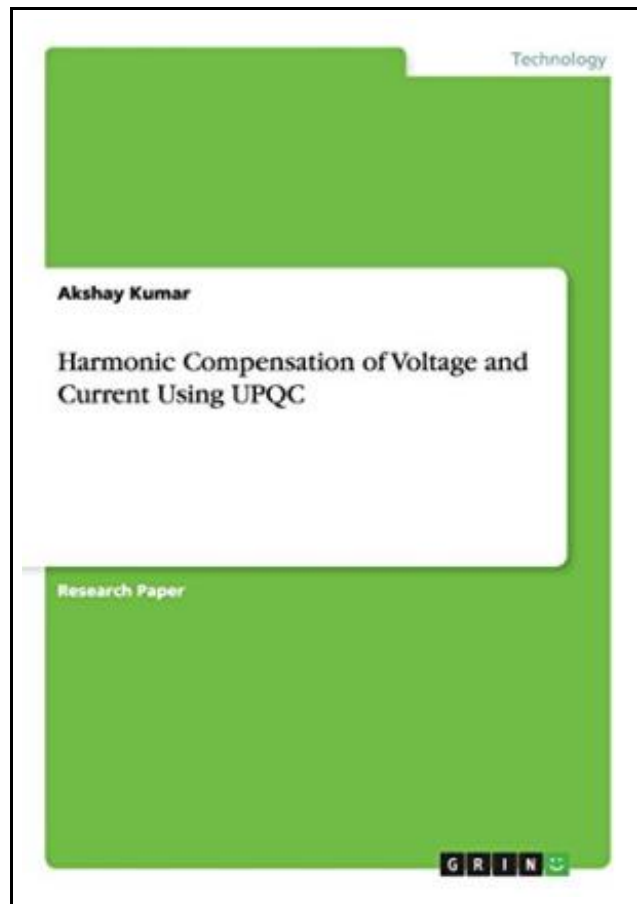 Technology
Akshay Kumar
Harmonic Compensation of Voltage and
Current Using UPQC
Research Paper
GRIN